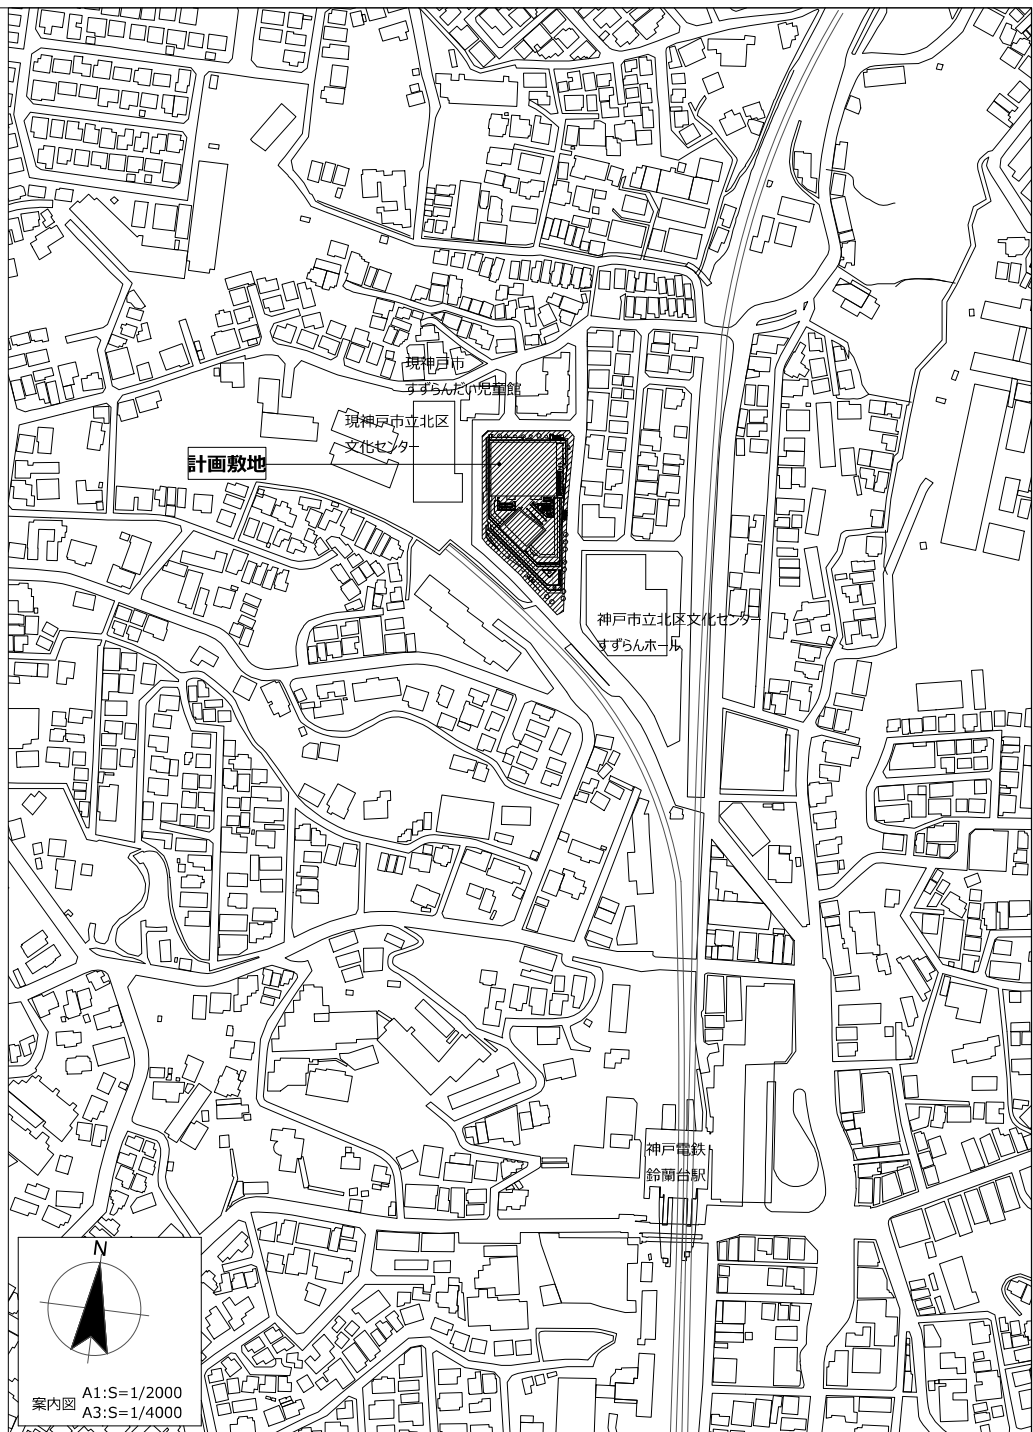 現神戸市
すずらんだい児童館
現神戸市立北区
文化センター
計画敷地
神戸市立北区文化センター
すずらんホール
神戸電鉄
鈴蘭台駅
N
案内図
A1:S=1/2000
A3:S=1/4000